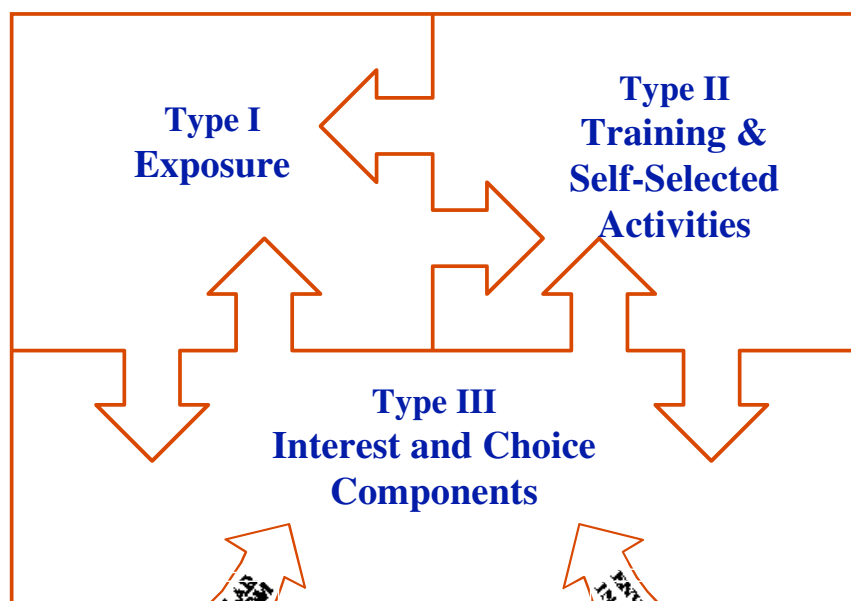 Type I
Exposure
Type II
Training &
Self-Selected
Activities
Type III
Interest and Choice
Components